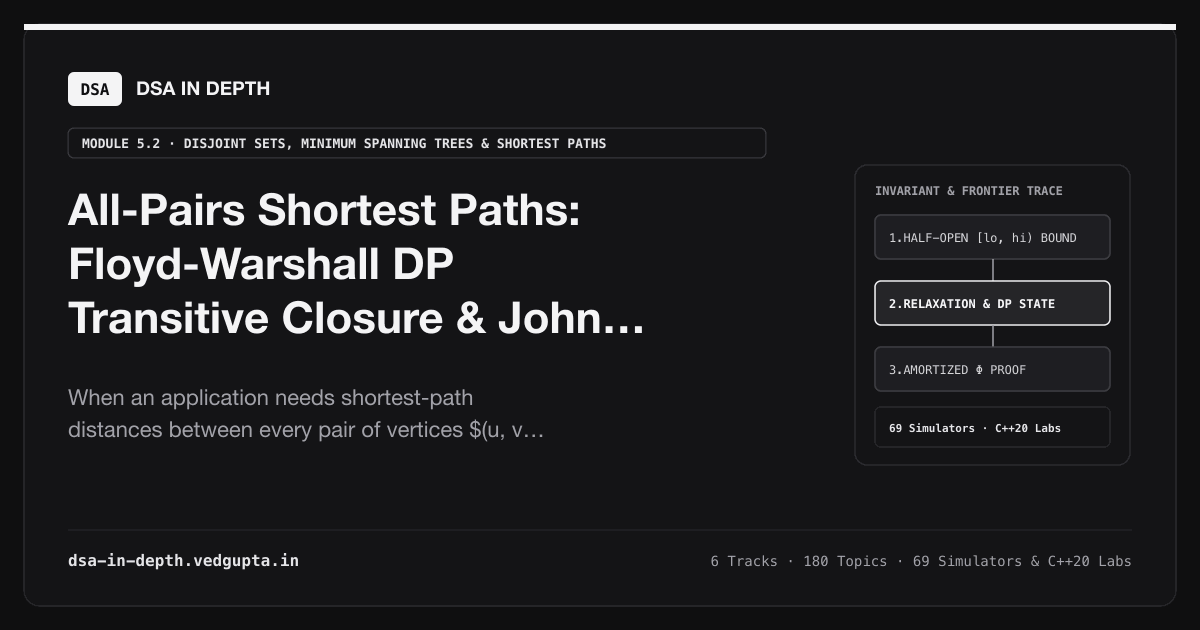 DSA
DSA IN DEPTH
MODULE 5.2 · DISJOINT SETS, MINIMUM SPANNING TREES & SHORTEST PATHS
All-Pairs Shortest Paths:
Floyd-Warshall DP
Transitive Closure & John...
When an application needs shortest-path
distances between every pair of vertices $(u, v...
INVARIANT & FRONTIER TRACE
1.HALF-OPEN [lo, hi) BOUND
2.RELAXATION & DP STATE
3.AMORTIZED Φ PROOF
69 Simulators · C++20 Labs
dsa-in-depth.vedgupta.in
6 Tracks · 180 Topics · 69 Simulators & C++20 Labs